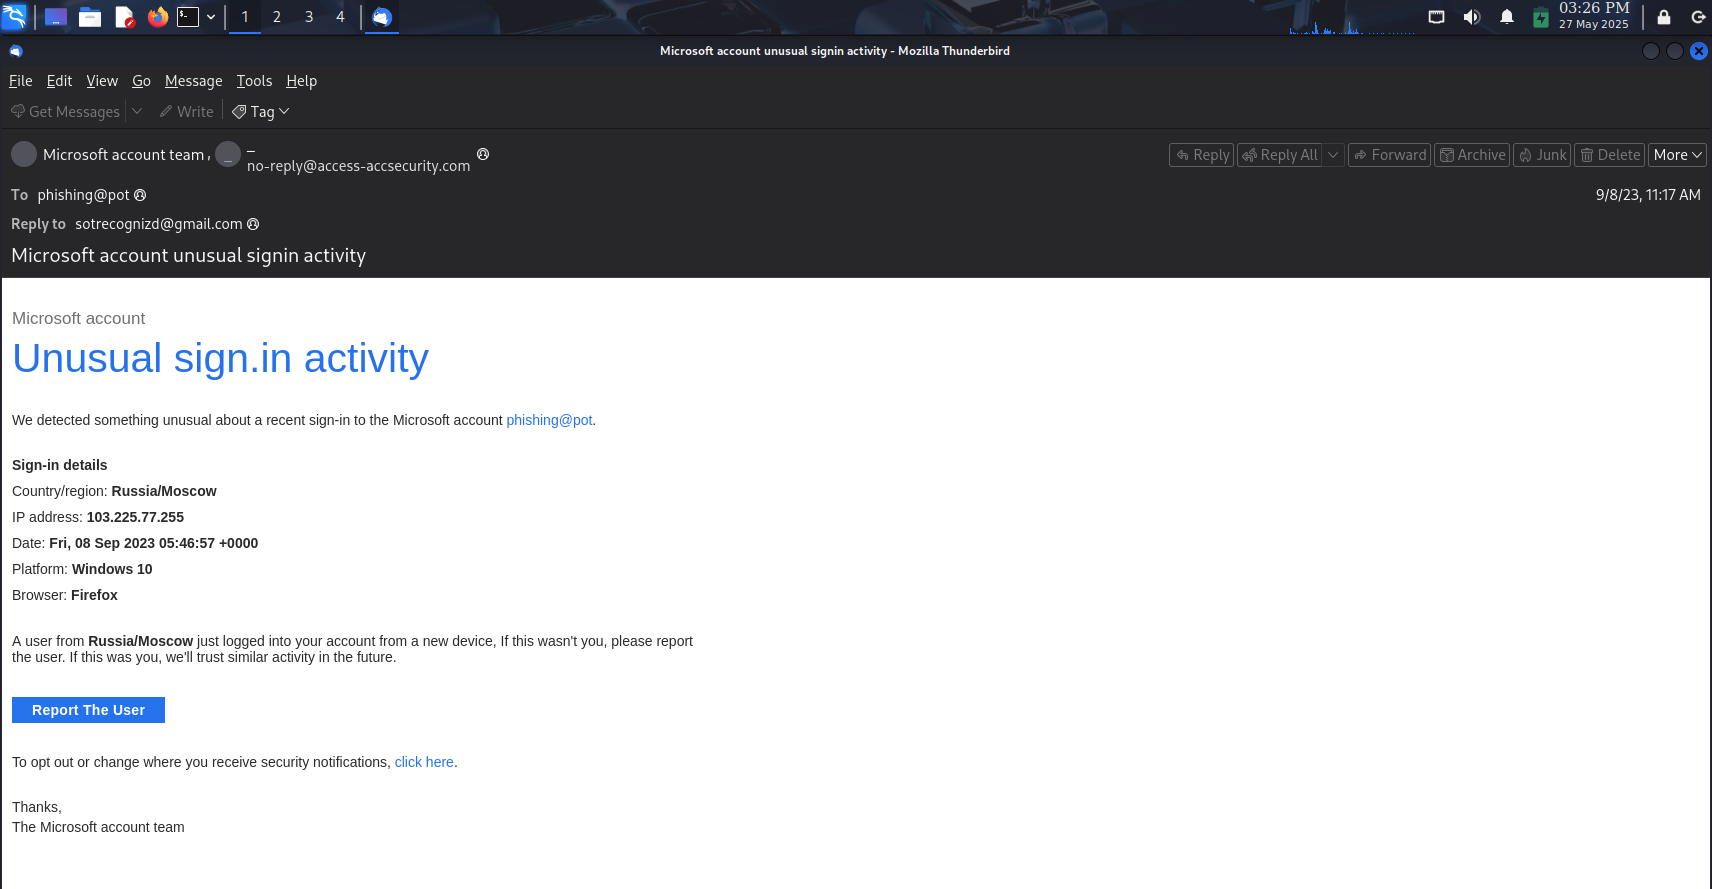 1 2 3 4
03:26 PM
27 May 2025
Microsoft account unusual signin activity - Mozilla Thunderbird
File Edit View Go Message Tools Help
Get Messages Write Tag
Microsoft account team , _ _
no-reply@access-accsecurity.com
Reply Reply All Forward Archive Junk Delete More
To phishing@pot
9/8/23, 11:17 AM
Reply to sotrecognizd@gmail.com
Microsoft account unusual signin activity
Microsoft account
Unusual sign.in activity
We detected something unusual about a recent sign-in to the Microsoft account phishing@pot.
Sign-in details
Country/region: Russia/Moscow
IP address: 103.225.77.255
Date: Fri, 08 Sep 2023 05:46:57 +0000
Platform: Windows 10
Browser: Firefox
A user from Russia/Moscow just logged into your account from a new device, If this wasn't you, please report
the user. If this was you, we'll trust similar activity in the future.
Report The User
To opt out or change where you receive security notifications, click here.
Thanks,
The Microsoft account team